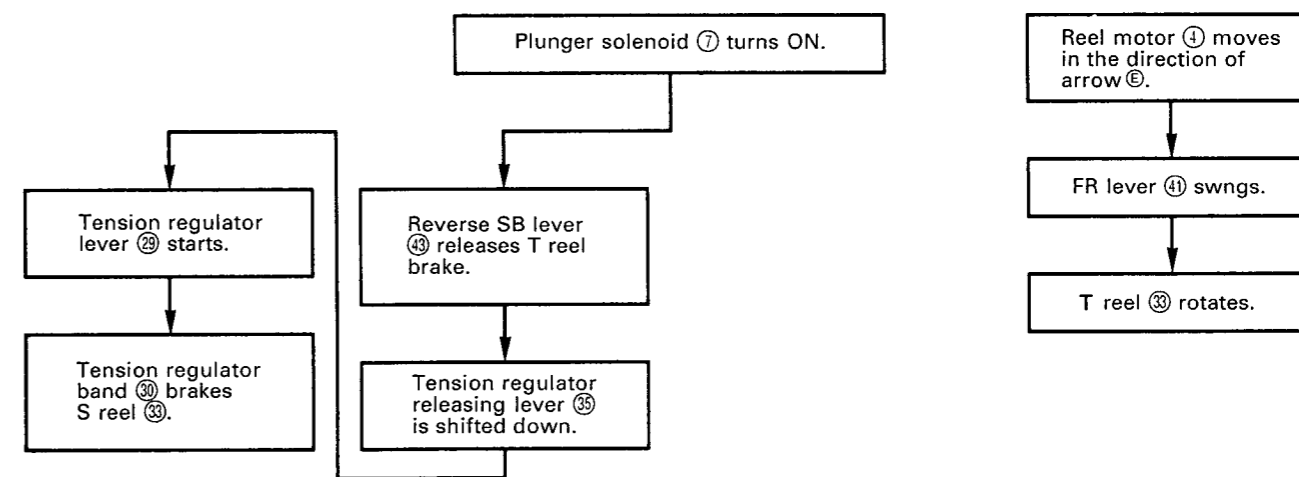 Plunger solenoid ⑦ turns ON.
Reverse SB lever
㊸ releases T reel
brake.
Tension regulator
releasing lever ㉟
is shifted down.
Tension regulator
lever ㉙ starts.
Tension regulator
band ㉚ brakes
S reel ㉝.
Reel motor ④ moves
in the direction of
arrow Ⓔ.
FR lever ㊶ swngs.
T reel ㉝ rotates.